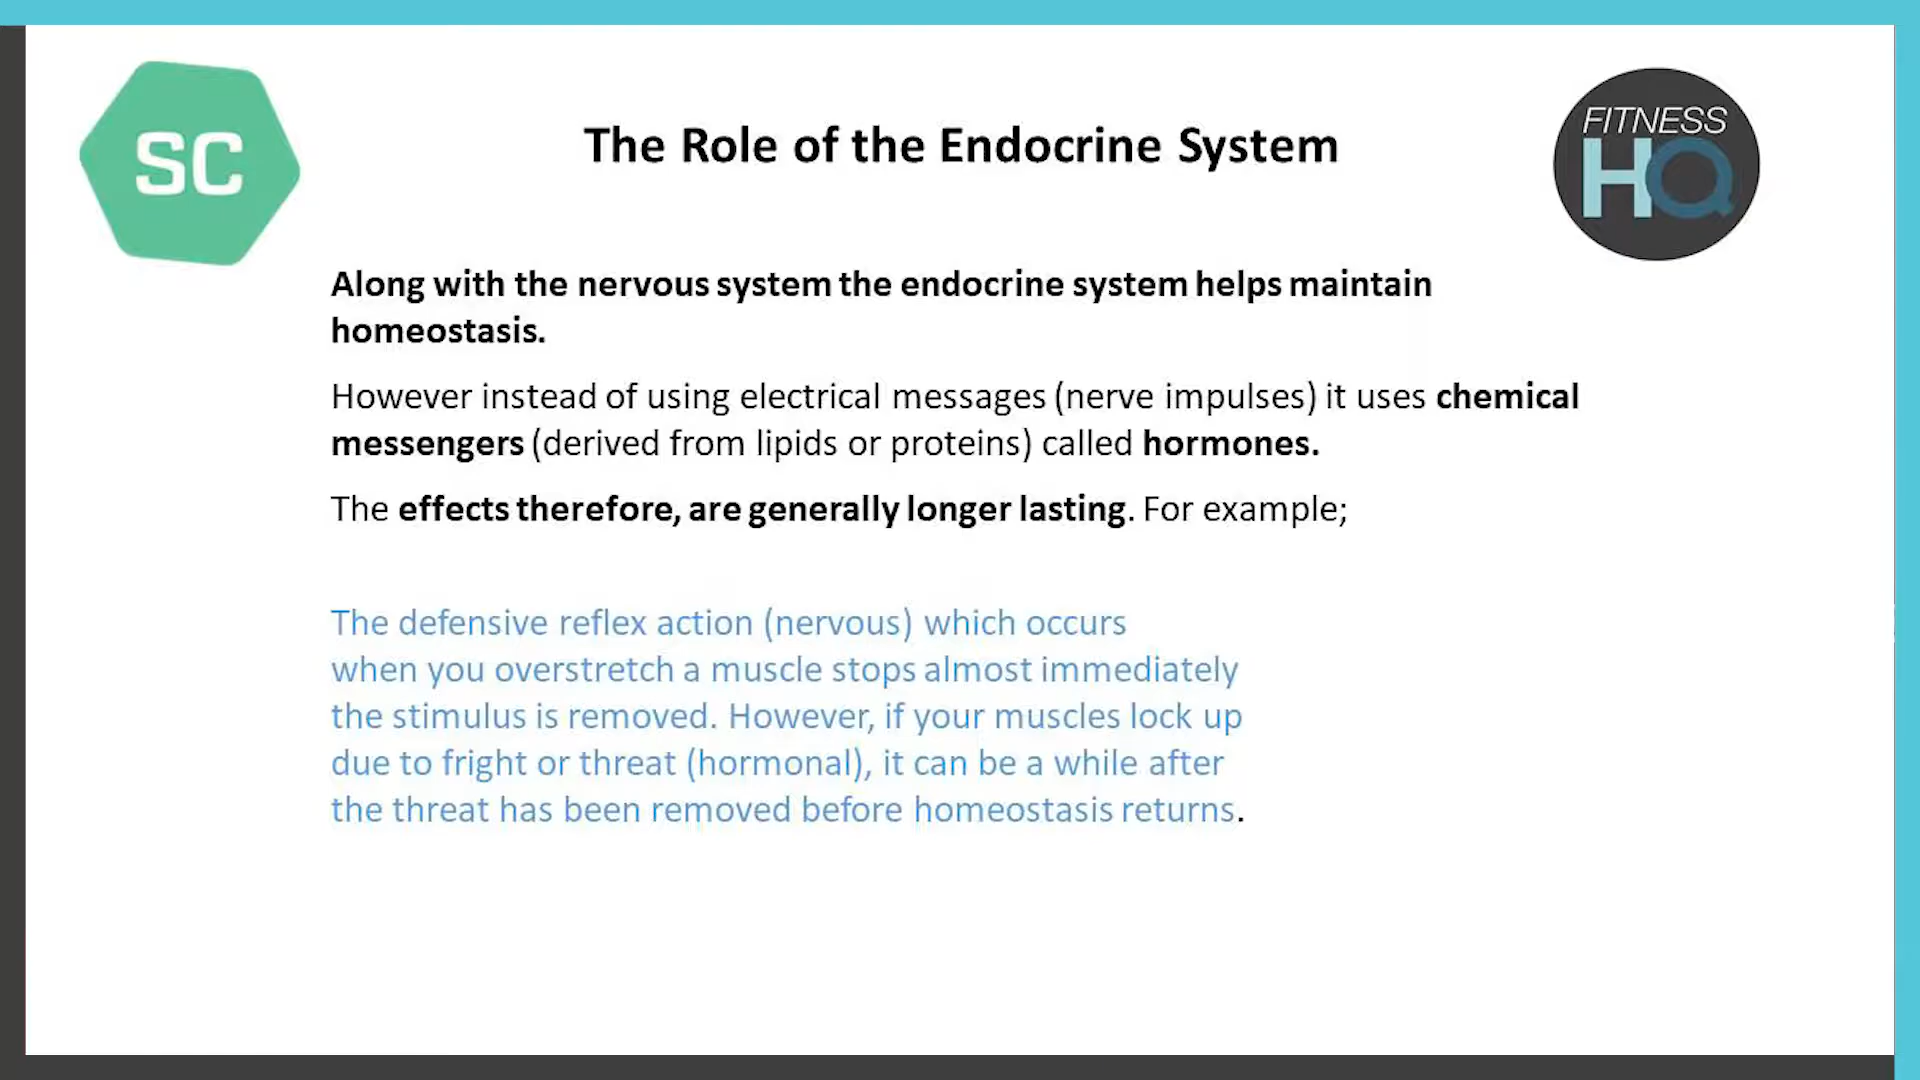 SC
The Role of the Endocrine System
FITNESS
HQ
Along with the nervous system the endocrine system helps maintain
homeostasis.
However instead of using electrical messages (nerve impulses) it uses chemical
messengers (derived from lipids or proteins) called hormones.
The effects therefore, are generally longer lasting. For example;
The defensive reflex action (nervous) which occurs
when you overstretch a muscle stops almost immediately
the stimulus is removed. However, if your muscles lock up
due to fright or threat (hormonal), it can be a while after
the threat has been removed before homeostasis returns.